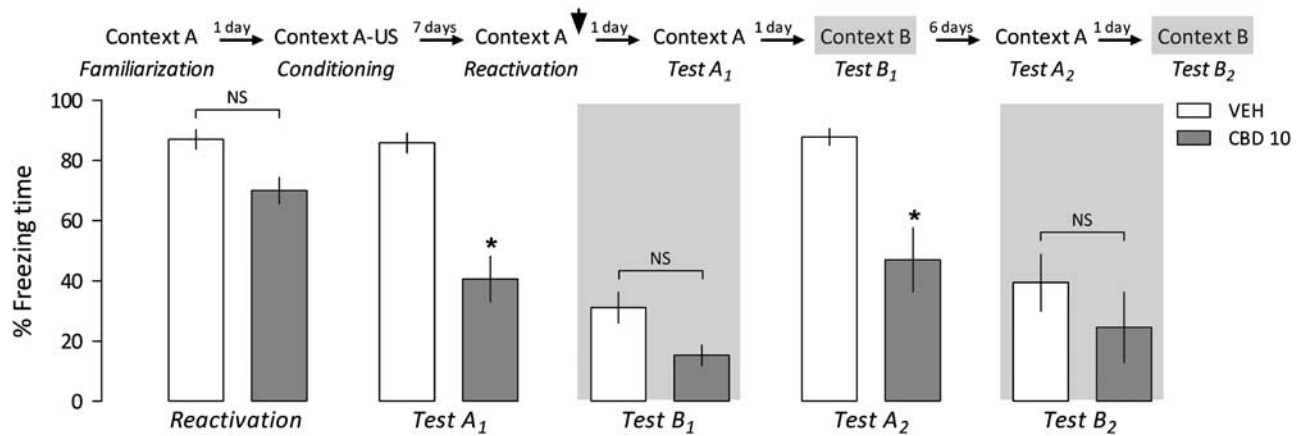 1 day 7 days 1 day 1 day 6 days 1 day
Context A Context A-US Context A Context A Context B Context A Context B
Familiarization Conditioning Reactivation Test A1 Test B1 Test A2 Test B2
% Freezing time
100
80
60
40
20
0
NS
*
NS
*
NS
VEH
CBD 10
Reactivation Test A1 Test B1 Test A2 Test B2